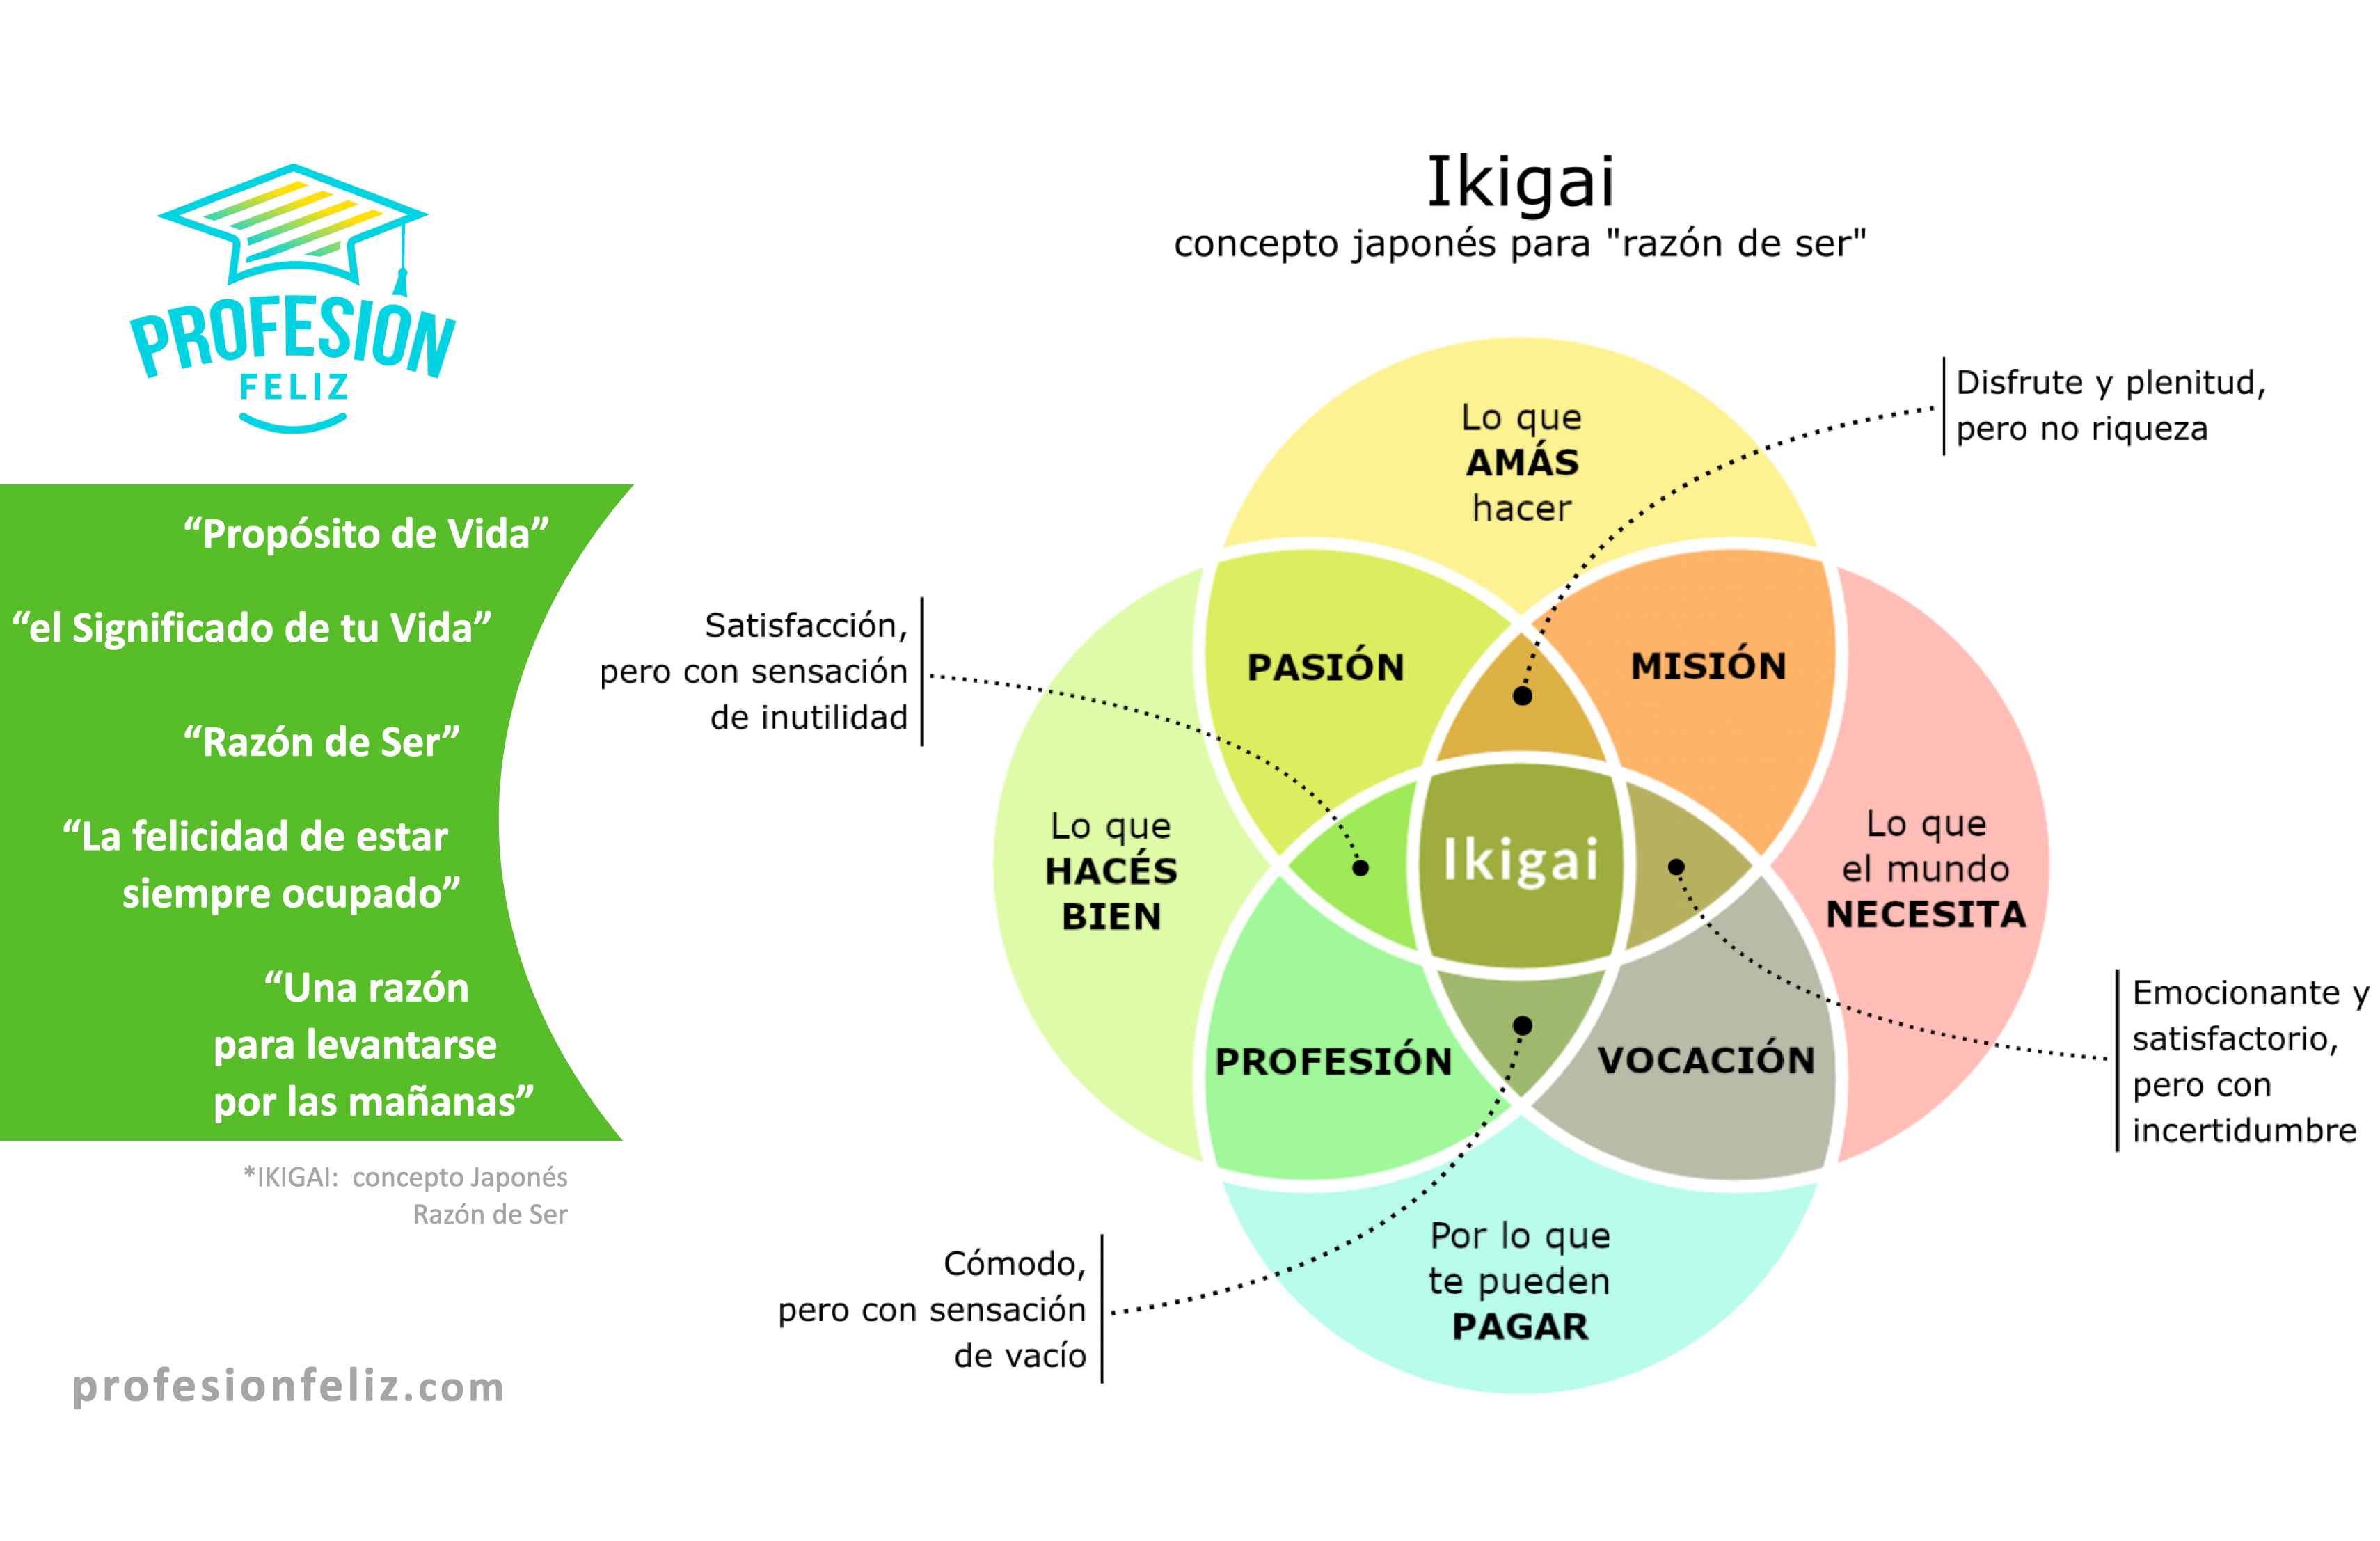 PROFESIÓN
FELIZ
“Propósito de Vida”
“el Significado de tu Vida”
“Razón de Ser”
“La felicidad de estar
siempre ocupado”
“Una razón
para levantarse
por las mañanas”
*IKIGAI:  concepto Japonés
Razón de Ser
profesionfeliz.com
Ikigai
concepto japonés para "razón de ser"
Lo que
AMÁS
hacer
Disfrute y plenitud,
pero no riqueza
Satisfacción,
pero con sensación
de inutilidad
PASIÓN
MISIÓN
Lo que
HACÉS
BIEN
Ikigai
Lo que
el mundo
NECESITA
PROFESIÓN
VOCACIÓN
Emocionante y
satisfactorio,
pero con
incertidumbre
Por lo que
te pueden
PAGAR
Cómodo,
pero con sensación
de vacío